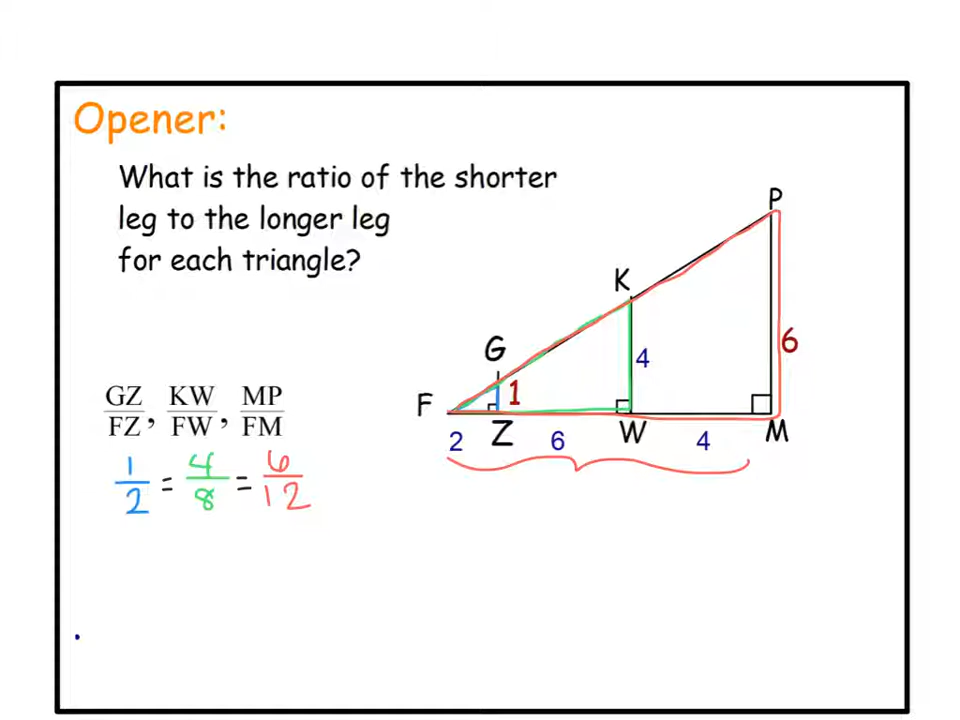 Opener:
What is the ratio of the shorter
leg to the longer leg
for each triangle?
P
K
G
6
4
1
F
Z
W
M
2
6
4
GZ/FZ, KW/FW, MP/FM
1/2 = 4/8 = 6/12